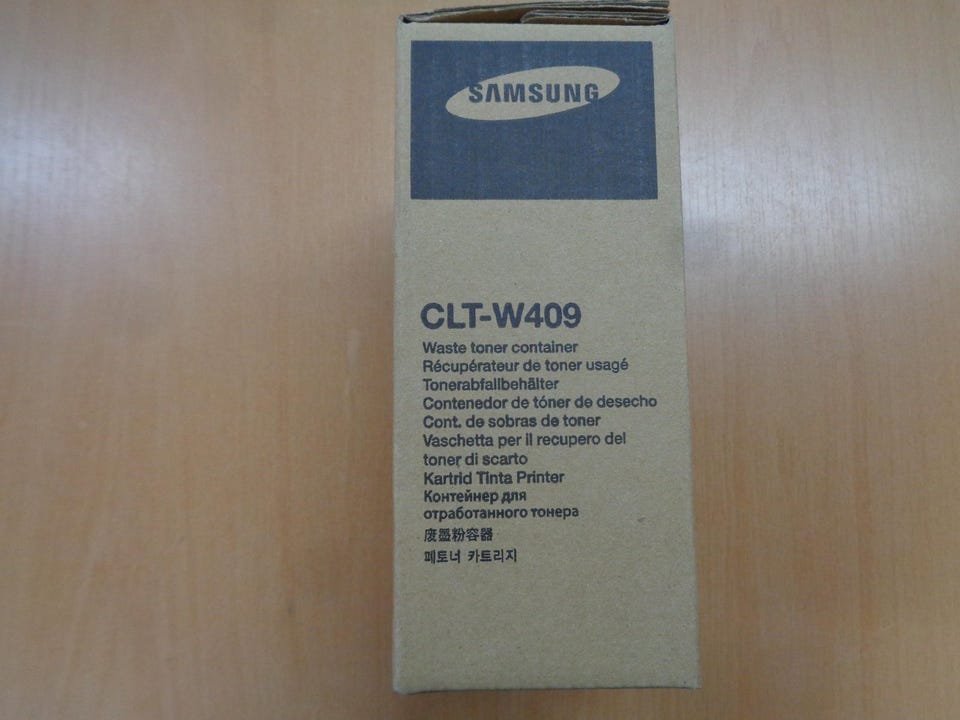 SAMSUNG
CLT-W409
Waste toner container
Récupérateur de toner usagé
Tonerabfallbehälter
Contenedor de tóner de desecho
Cont. de sobras de toner
Vaschetta per il recupero del
toner di scarto
Kartrid Tinta Printer
Контейнер для
отработанного тонера
废墨粉容器
폐토너 카트리지